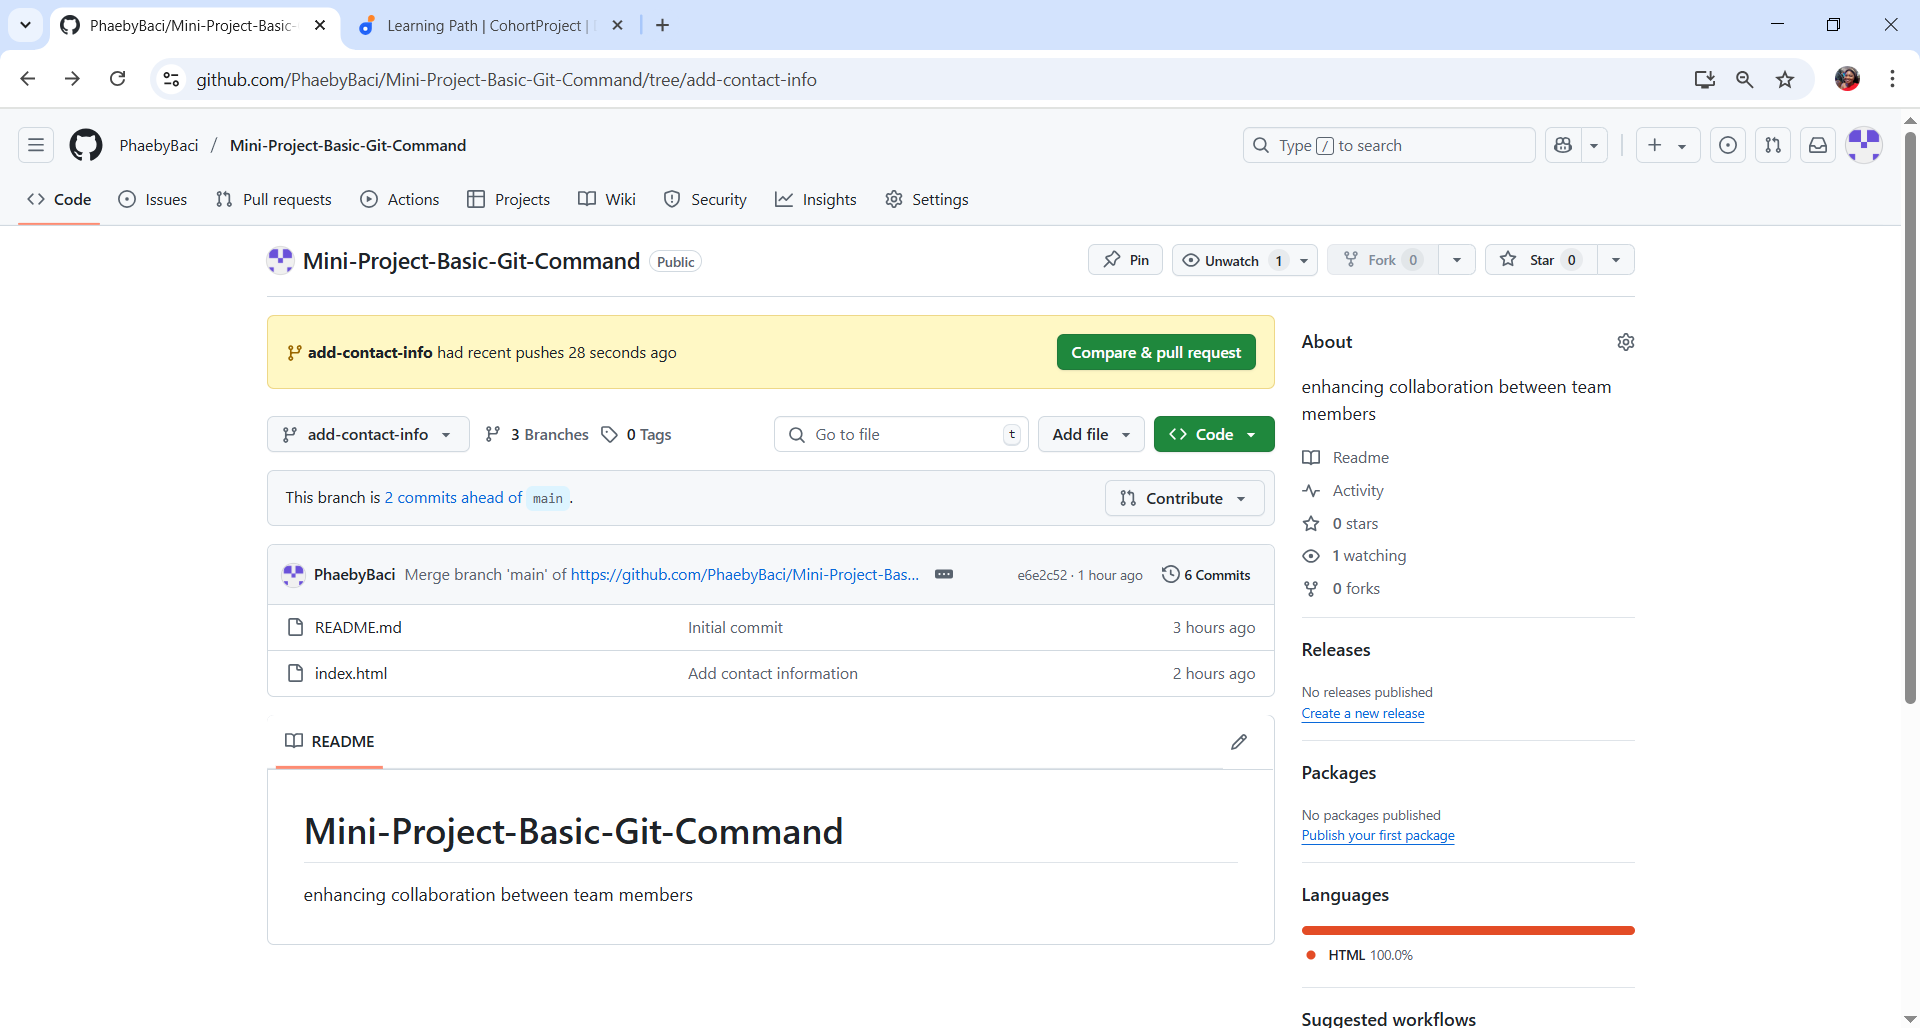 PhaebyBaci/Mini-Project-Basic-
Learning Path | CohortProject |
github.com/PhaebyBaci/Mini-Project-Basic-Git-Command/tree/add-contact-info
PhaebyBaci / Mini-Project-Basic-Git-Command
Type / to search
Code
Issues
Pull requests
Actions
Projects
Wiki
Security
Insights
Settings
Mini-Project-Basic-Git-Command Public
Pin
Unwatch 1
Fork 0
Star 0
add-contact-info had recent pushes 28 seconds ago
Compare & pull request
add-contact-info
3 Branches
0 Tags
Go to file t
Add file
Code
This branch is 2 commits ahead of main .
Contribute
PhaebyBaci Merge branch 'main' of https://github.com/PhaebyBaci/Mini-Project-Bas...
e6e2c52 · 1 hour ago
6 Commits
README.md Initial commit 3 hours ago
index.html Add contact information 2 hours ago
README
Mini-Project-Basic-Git-Command
enhancing collaboration between team members
About
enhancing collaboration between team
members
Readme
Activity
0 stars
1 watching
0 forks
Releases
No releases published
Create a new release
Packages
No packages published
Publish your first package
Languages
HTML 100.0%
Suggested workflows